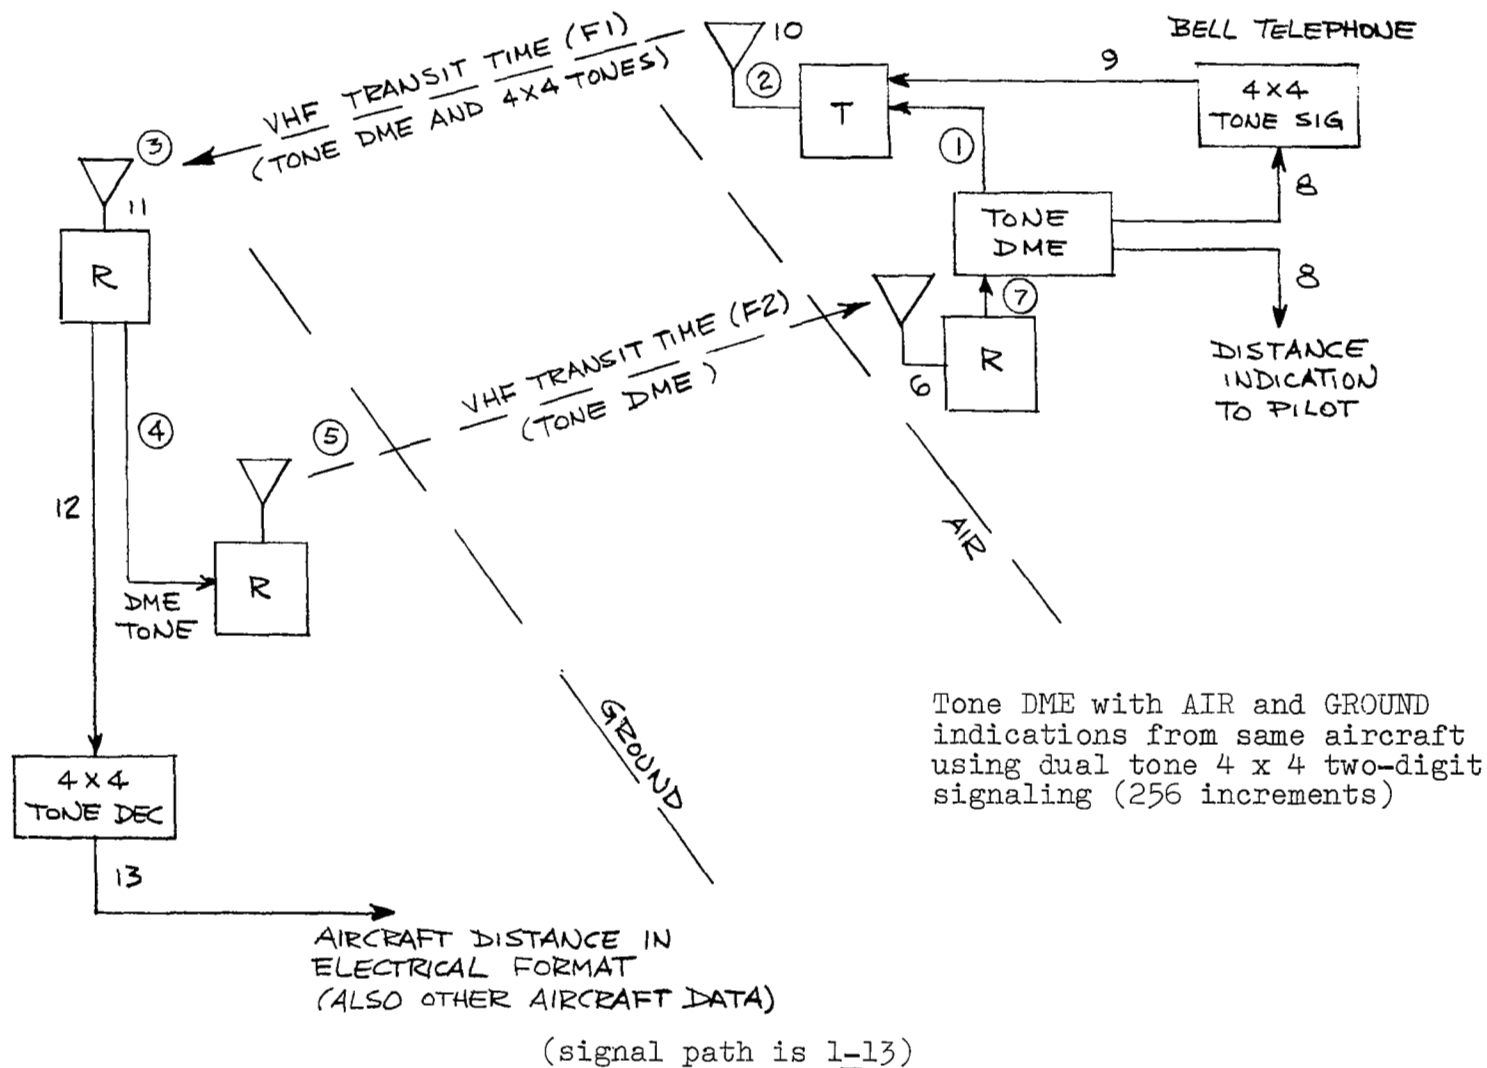 BELL TELEPHONE
VHF TRANSIT TIME (F1)
(TONE DME AND 4X4 TONES)
10
2
T
9
4 X 4
TONE SIG
1
8
3
11
R
TONE
DME
8
7
DISTANCE
INDICATION
TO PILOT
VHF TRANSIT TIME (F2)
(TONE DME)
6
R
4
5
12
DME
TONE
R
AIR
GROUND
Tone DME with AIR and GROUND
indications from same aircraft
using dual tone 4 x 4 two-digit
signaling (256 increments)
4 X 4
TONE DEC
13
AIRCRAFT DISTANCE IN
ELECTRICAL FORMAT
(ALSO OTHER AIRCRAFT DATA)
(signal path is 1-13)